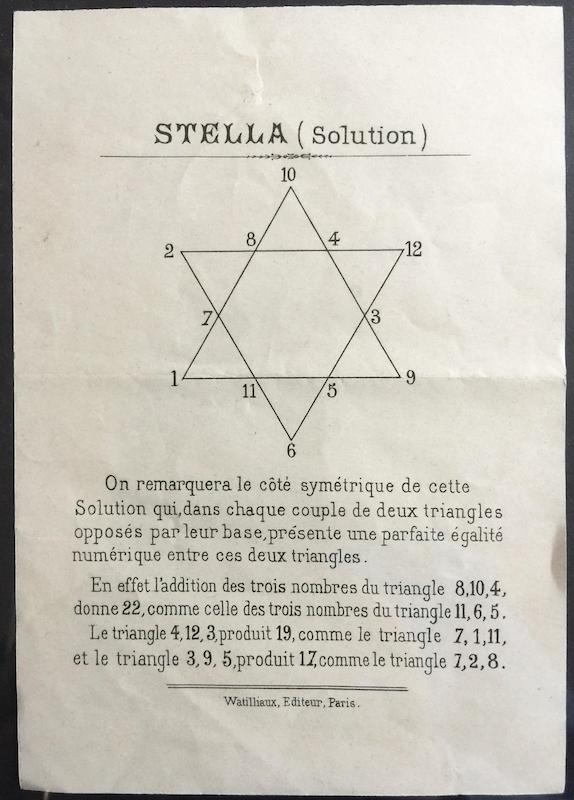 STELLA (Solution)
10
8 4
2 12
7 3
1 9
11 5
6
On remarquera le côté symétrique de cette
Solution qui, dans chaque couple de deux triangles
opposés par leur base, présente une parfaite égalité
numérique entre ces deux triangles.
En effet l'addition des trois nombres du triangle 8, 10, 4,
donne 22, comme celle des trois nombres du triangle 11, 6, 5.
Le triangle 4, 12, 3, produit 19, comme le triangle 7, 1, 11,
et le triangle 3, 9, 5, produit 17, comme le triangle 7, 2, 8.
Watilliaux, Editeur, Paris.